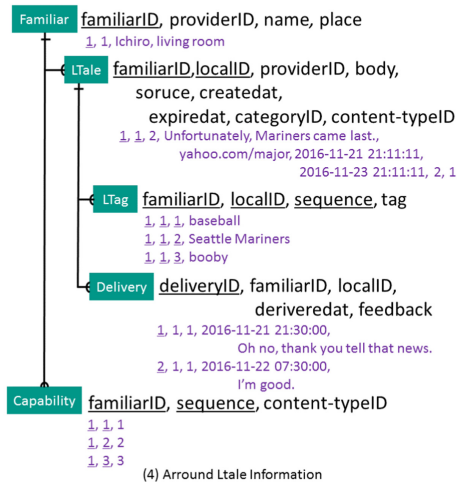 Familiar familiarID, providerID, name, place
1, 1, Ichiro, living room
LTale familiarID,localID, providerID, body,
soruce, createdat,
expiredat, categoryID, content-typeID
1, 1, 2, Unfortunately, Mariners came last.,
yahoo.com/major, 2016-11-21 21:11:11,
2016-11-23 21:11:11, 2, 1
LTag familiarID, localID, sequence, tag
1, 1, 1, baseball
1, 1, 2, Seattle Mariners
1, 1, 3, booby
Delivery deliveryID, familiarID, localID,
deriveredat, feedback
1, 1, 1, 2016-11-21 21:30:00,
Oh no, thank you tell that news.
2, 1, 1, 2016-11-22 07:30:00,
I'm good.
Capability familiarID, sequence, content-typeID
1, 1, 1
1, 2, 2
1, 3, 3
(4) Arround Ltale Information